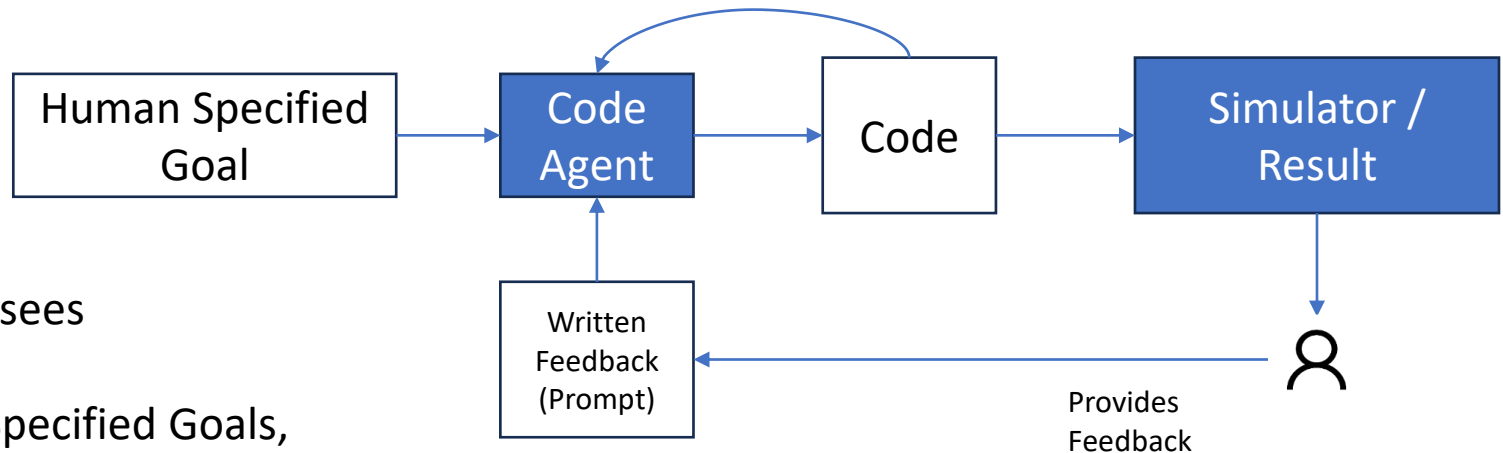 Human Specified
Goal
Code
Agent
Code
Simulator /
Result
sees
Written
Feedback
(Prompt)
Provides
Feedback
pecified Goals,